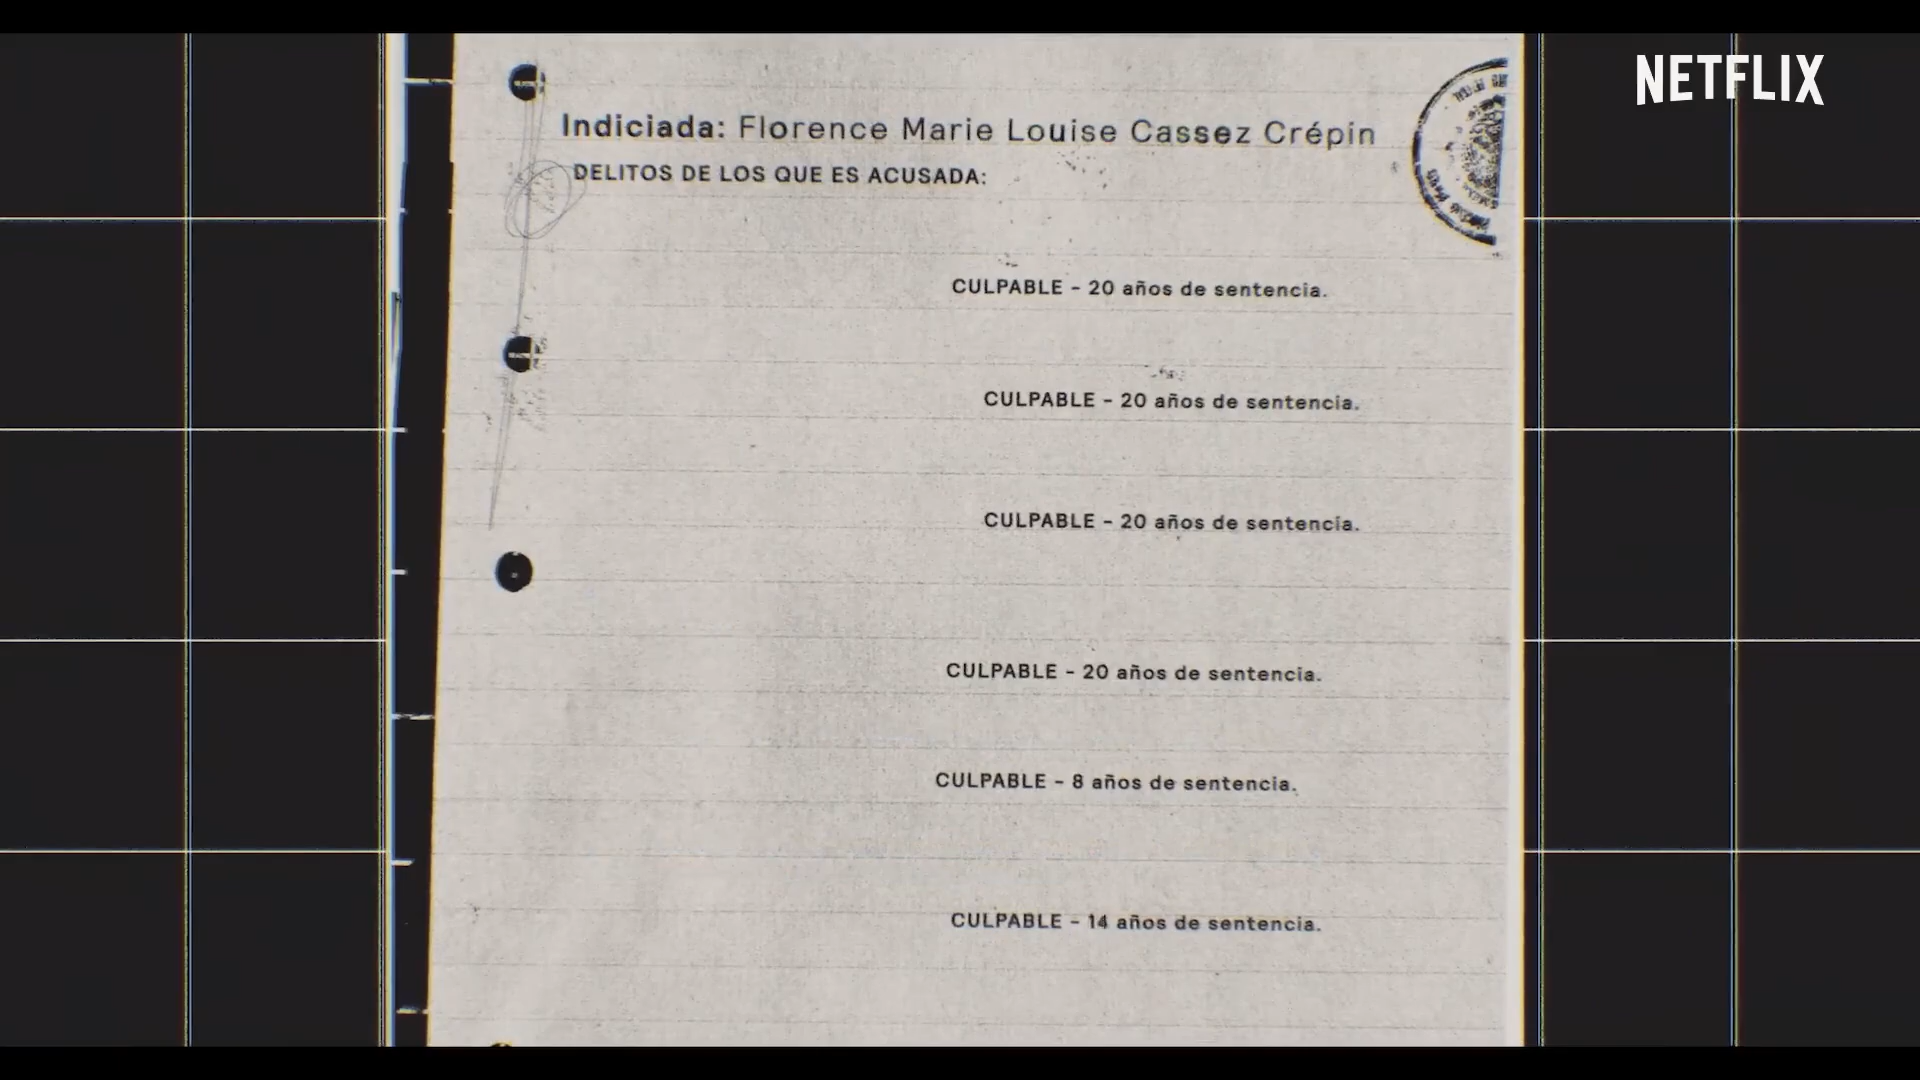 NETFLIX
Indiciada: Florence Marie Louise Cassez Crépin
DELITOS DE LOS QUE ES ACUSADA:
CULPABLE - 20 años de sentencia.
CULPABLE - 20 años de sentencia.
CULPABLE - 20 años de sentencia.
CULPABLE - 20 años de sentencia.
CULPABLE - 8 años de sentencia.
CULPABLE - 14 años de sentencia.